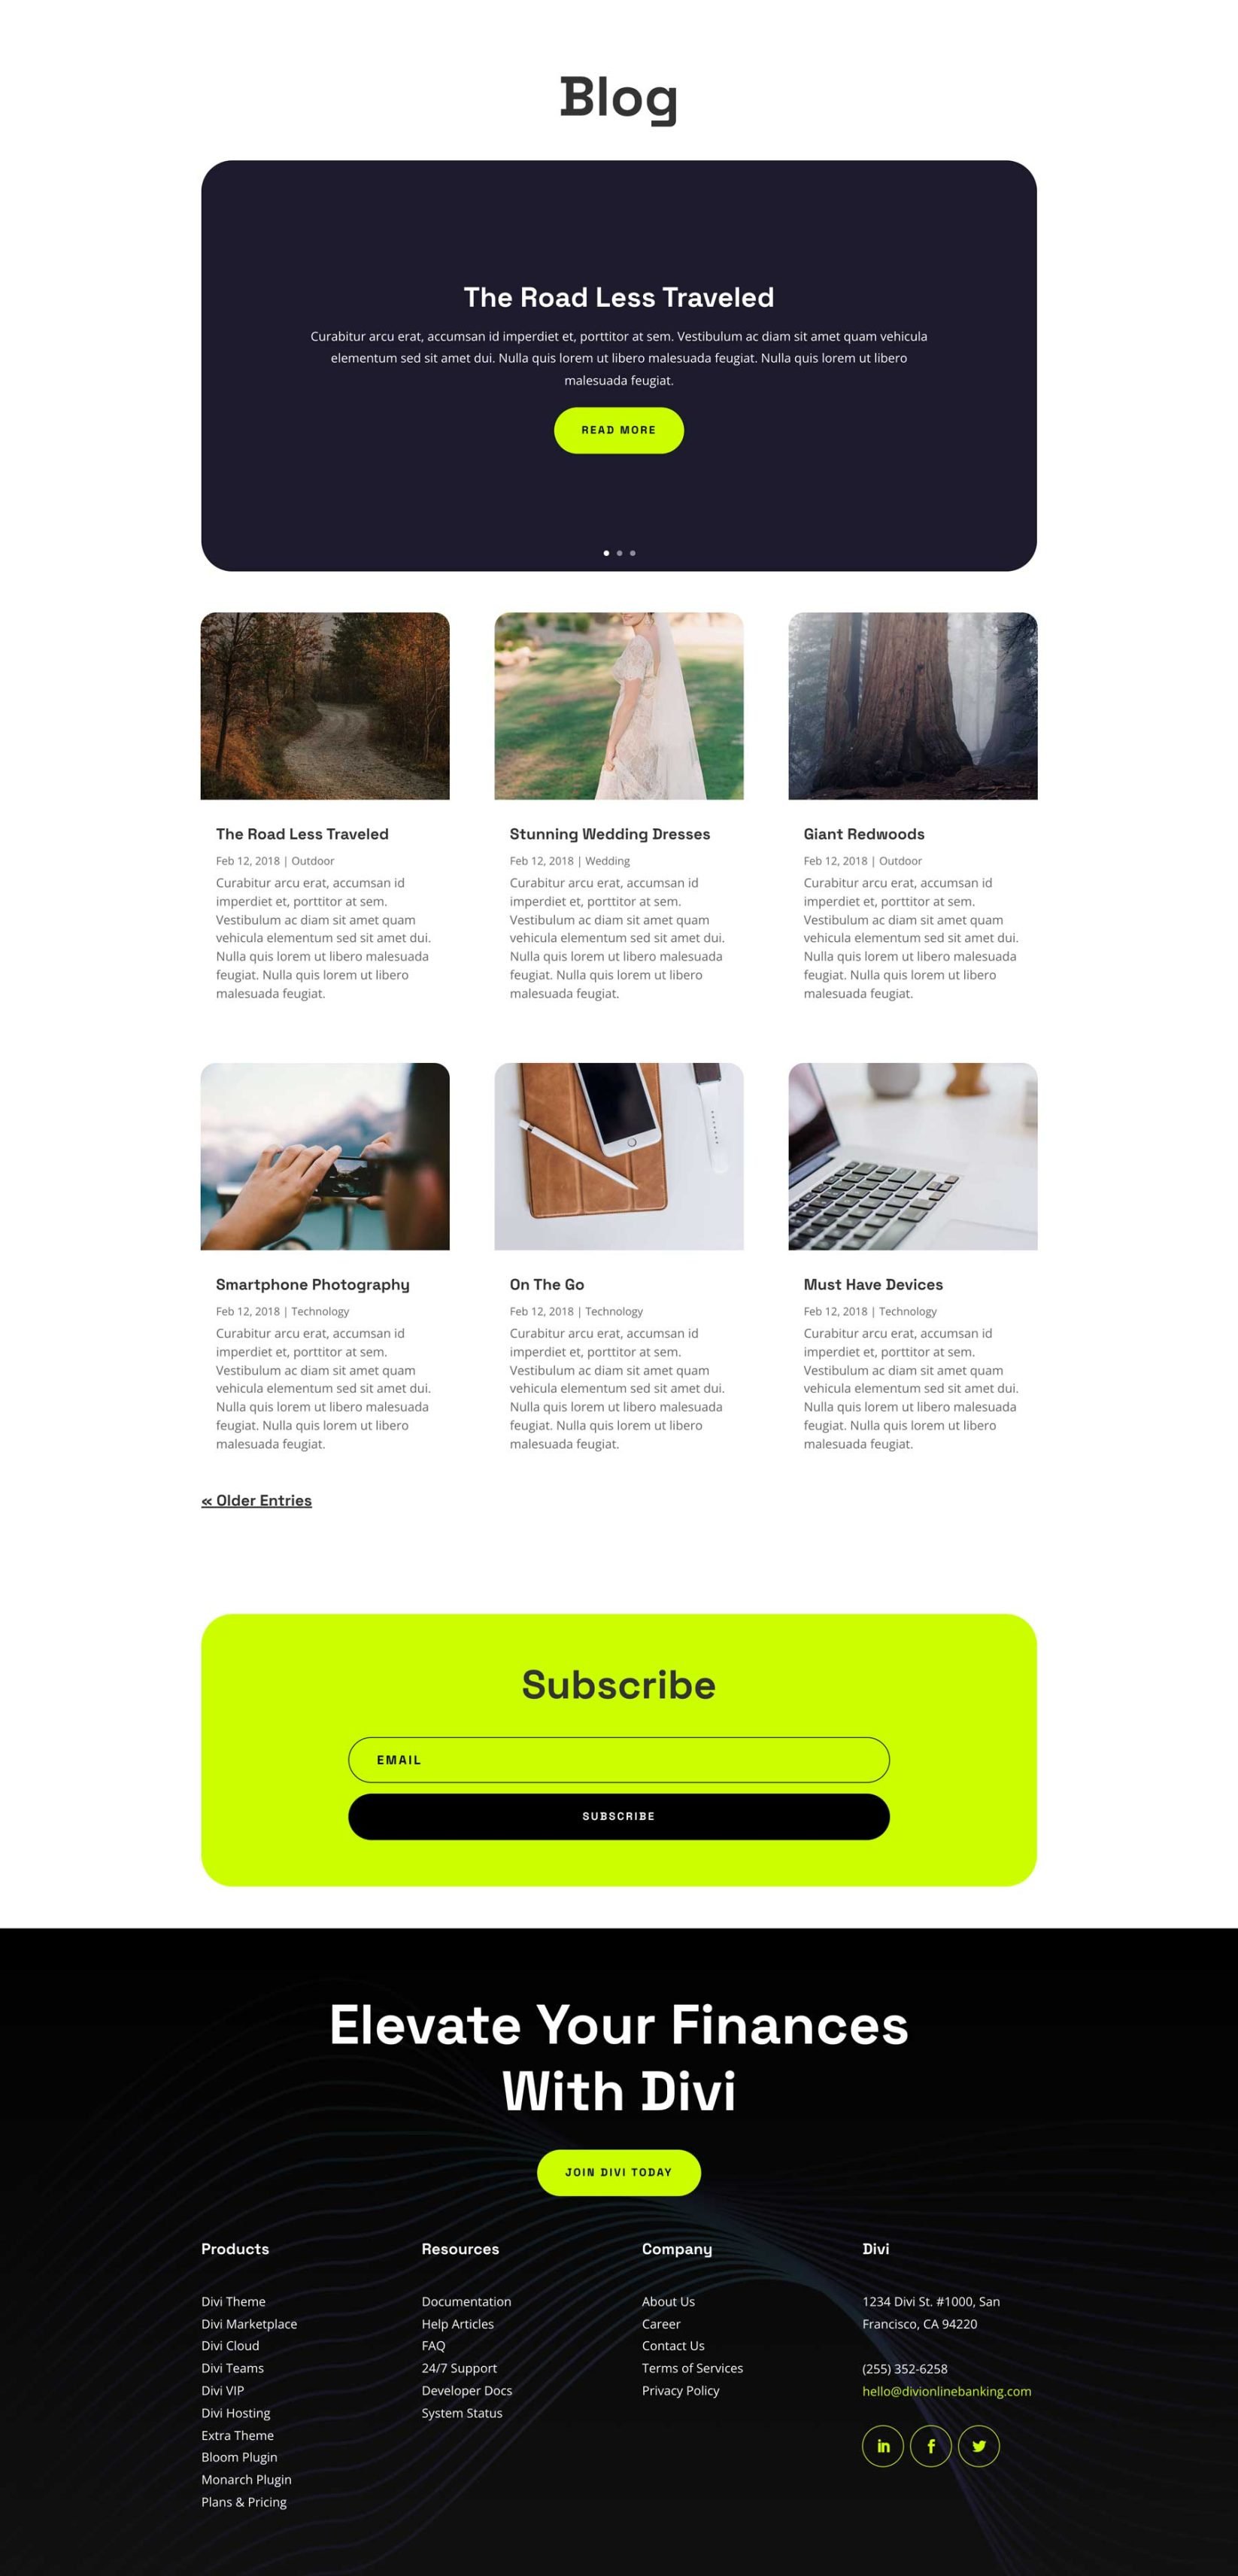 Blog
The Road Less Traveled
Curabitur arcu erat, accumsan id imperdiet et, porttitor at sem. Vestibulum ac diam sit amet quam vehicula
elementum sed sit amet dui. Nulla quis lorem ut libero malesuada feugiat. Nulla quis lorem ut libero
malesuada feugiat.
READ MORE
The Road Less Traveled
Feb 12, 2018 | Outdoor
Curabitur arcu erat, accumsan id
imperdiet et, porttitor at sem.
Vestibulum ac diam sit amet quam
vehicula elementum sed sit amet dui.
Nulla quis lorem ut libero malesuada
feugiat. Nulla quis lorem ut libero
malesuada feugiat.
Stunning Wedding Dresses
Feb 12, 2018 | Wedding
Curabitur arcu erat, accumsan id
imperdiet et, porttitor at sem.
Vestibulum ac diam sit amet quam
vehicula elementum sed sit amet dui.
Nulla quis lorem ut libero malesuada
feugiat. Nulla quis lorem ut libero
malesuada feugiat.
Giant Redwoods
Feb 12, 2018 | Outdoor
Curabitur arcu erat, accumsan id
imperdiet et, porttitor at sem.
Vestibulum ac diam sit amet quam
vehicula elementum sed sit amet dui.
Nulla quis lorem ut libero malesuada
feugiat. Nulla quis lorem ut libero
malesuada feugiat.
Smartphone Photography
Feb 12, 2018 | Technology
Curabitur arcu erat, accumsan id
imperdiet et, porttitor at sem.
Vestibulum ac diam sit amet quam
vehicula elementum sed sit amet dui.
Nulla quis lorem ut libero malesuada
feugiat. Nulla quis lorem ut libero
malesuada feugiat.
On The Go
Feb 12, 2018 | Technology
Curabitur arcu erat, accumsan id
imperdiet et, porttitor at sem.
Vestibulum ac diam sit amet quam
vehicula elementum sed sit amet dui.
Nulla quis lorem ut libero malesuada
feugiat. Nulla quis lorem ut libero
malesuada feugiat.
Must Have Devices
Feb 12, 2018 | Technology
Curabitur arcu erat, accumsan id
imperdiet et, porttitor at sem.
Vestibulum ac diam sit amet quam
vehicula elementum sed sit amet dui.
Nulla quis lorem ut libero malesuada
feugiat. Nulla quis lorem ut libero
malesuada feugiat.
« Older Entries
Subscribe
EMAIL
SUBSCRIBE
Elevate Your Finances
With Divi
JOIN DIVI TODAY
Products
Divi Theme
Divi Marketplace
Divi Cloud
Divi Teams
Divi VIP
Divi Hosting
Extra Theme
Bloom Plugin
Monarch Plugin
Plans & Pricing
Resources
Documentation
Help Articles
FAQ
24/7 Support
Developer Docs
System Status
Company
About Us
Career
Contact Us
Terms of Services
Privacy Policy
Divi
1234 Divi St. #1000, San
Francisco, CA 94220
(255) 352-6258
hello@divionlinebanking.com